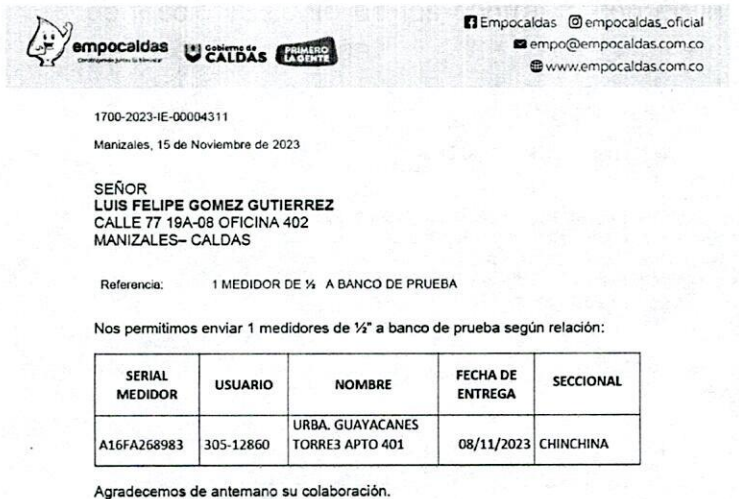 empocaldas
Gobierno de
CALDAS
PRIMERO
LA GENTE
Empocaldas empocaldas_oficial
empo@empocaldas.com.co
www.empocaldas.com.co
1700-2023-IE-00004311
Manizales, 15 de Noviembre de 2023
SEÑOR
LUIS FELIPE GOMEZ GUTIERREZ
CALLE 77 19A-08 OFICINA 402
MANIZALES– CALDAS
Referencia: 1 MEDIDOR DE ½ A BANCO DE PRUEBA
Nos permitimos enviar 1 medidores de ½" a banco de prueba según relación:
SERIAL MEDIDOR USUARIO NOMBRE FECHA DE ENTREGA SECCIONAL
A16FA268983 305-12860 URBA. GUAYACANES TORRE3 APTO 401 08/11/2023 CHINCHINA
Agradecemos de antemano su colaboración.